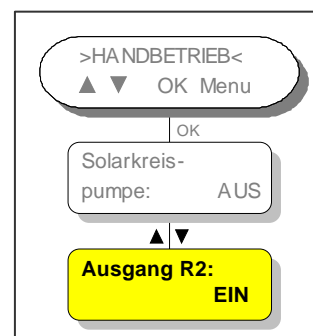 >HANDBETRIEB<
▲ ▼ OK Menu
OK
Solarkreis-
pumpe: AUS
▲ ▼
Ausgang R2:
EIN